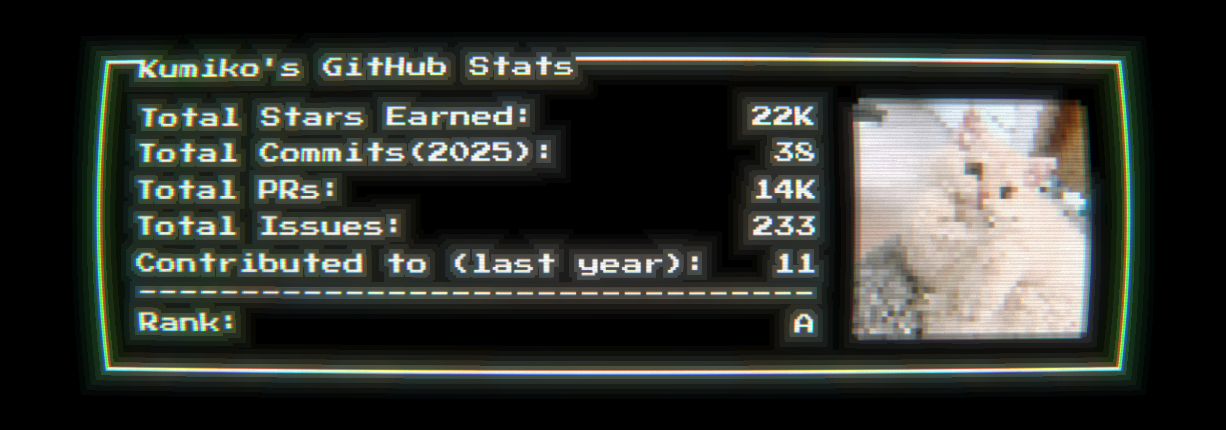 Kumiko's GitHub Stats
Total Stars Earned: 22K
Total Commits(2025): 38
Total PRs: 14K
Total Issues: 233
Contributed to (last year): 11
---------------------------------
Rank: A